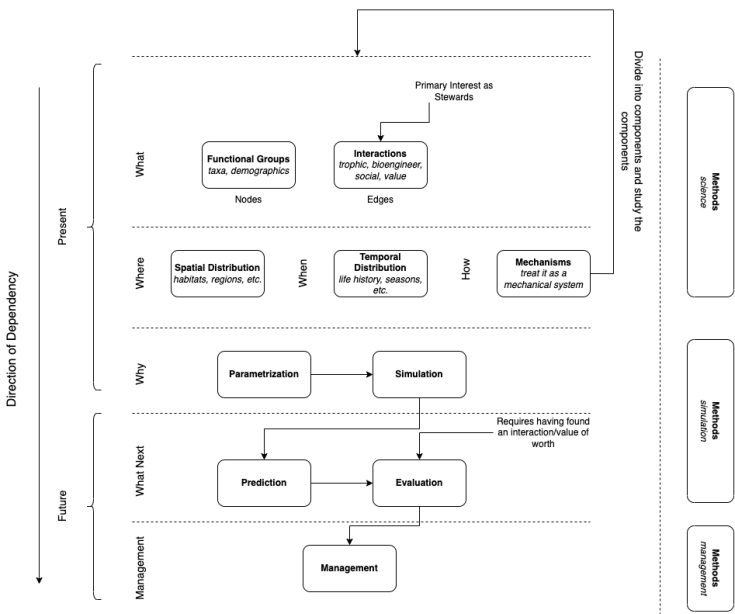 Primary Interest as
Stewards
Divide into components and study the
components
What
Functional Groups
taxa, demographics
Nodes
Interactions
trophic, bioengineer,
social, value
Edges
Methods
science
Present
Direction of Dependency
Where
Spatial Distribution
habitats, regions, etc.
When
Temporal
Distribution
life history, seasons,
etc.
How
Mechanisms
treat it as a
mechanical system
Why
Parametrization
Simulation
Methods
simulation
Future
What Next
Requires having found
an interaction/value of
worth
Prediction
Evaluation
Management
Management
Methods
management